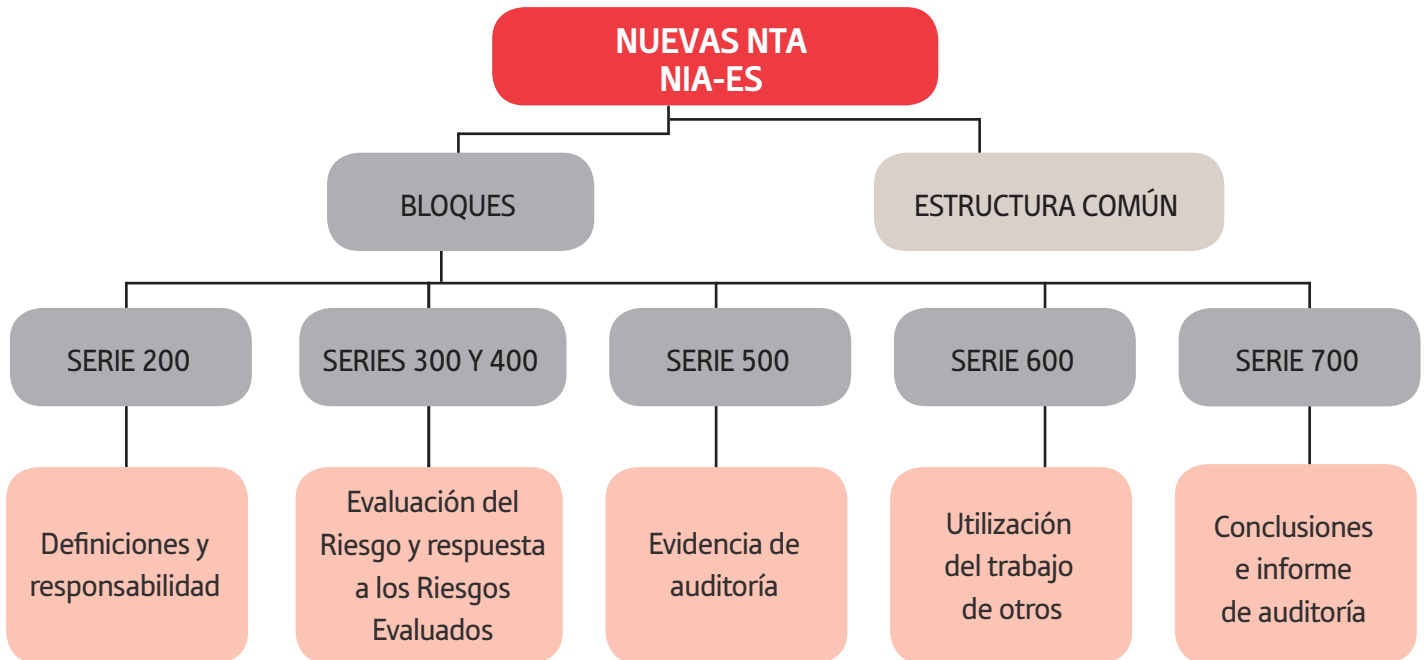 NUEVAS NTA
NIA-ES
BLOQUES
ESTRUCTURA COMÚN
SERIE 200
SERIES 300 Y 400
SERIE 500
SERIE 600
SERIE 700
Definiciones y
responsabilidad
Evaluación del
Riesgo y respuesta
a los Riesgos
Evaluados
Evidencia de
auditoría
Utilización
del trabajo
de otros
Conclusiones
e informe
de auditoría